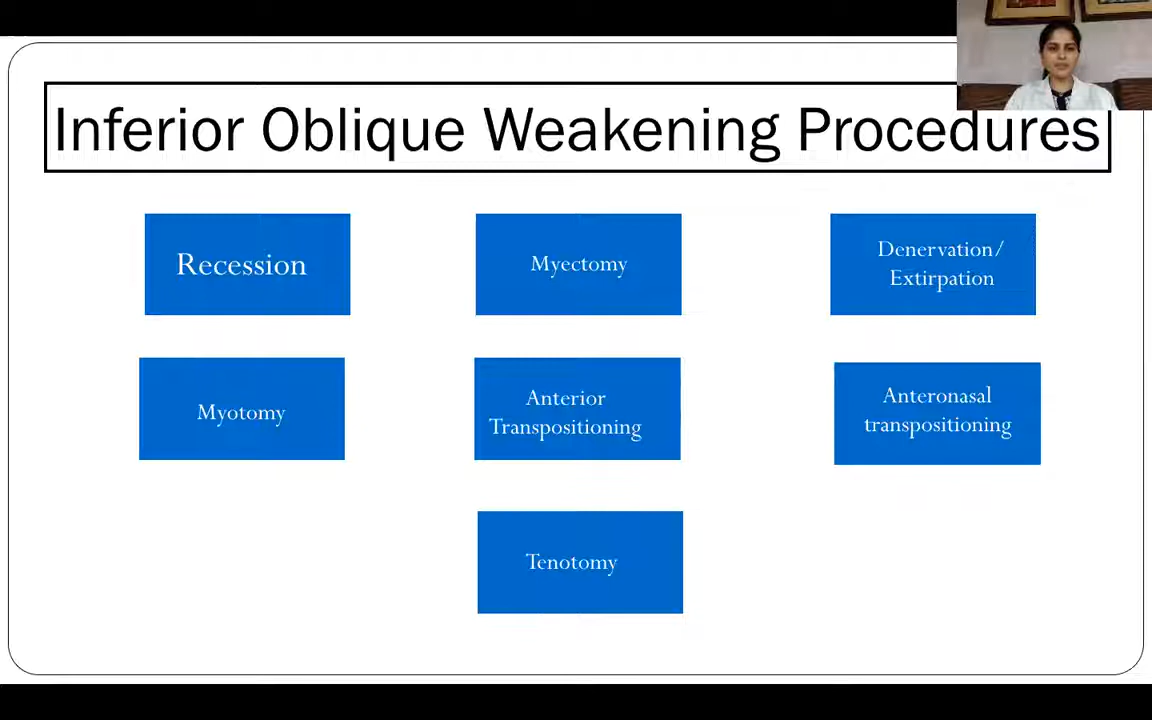 Inferior Oblique Weakening Procedures
Recession
Myectomy
Denervation/
Extirpation
Myotomy
Anterior
Transpositioning
Anteronasal
transpositioning
Tenotomy